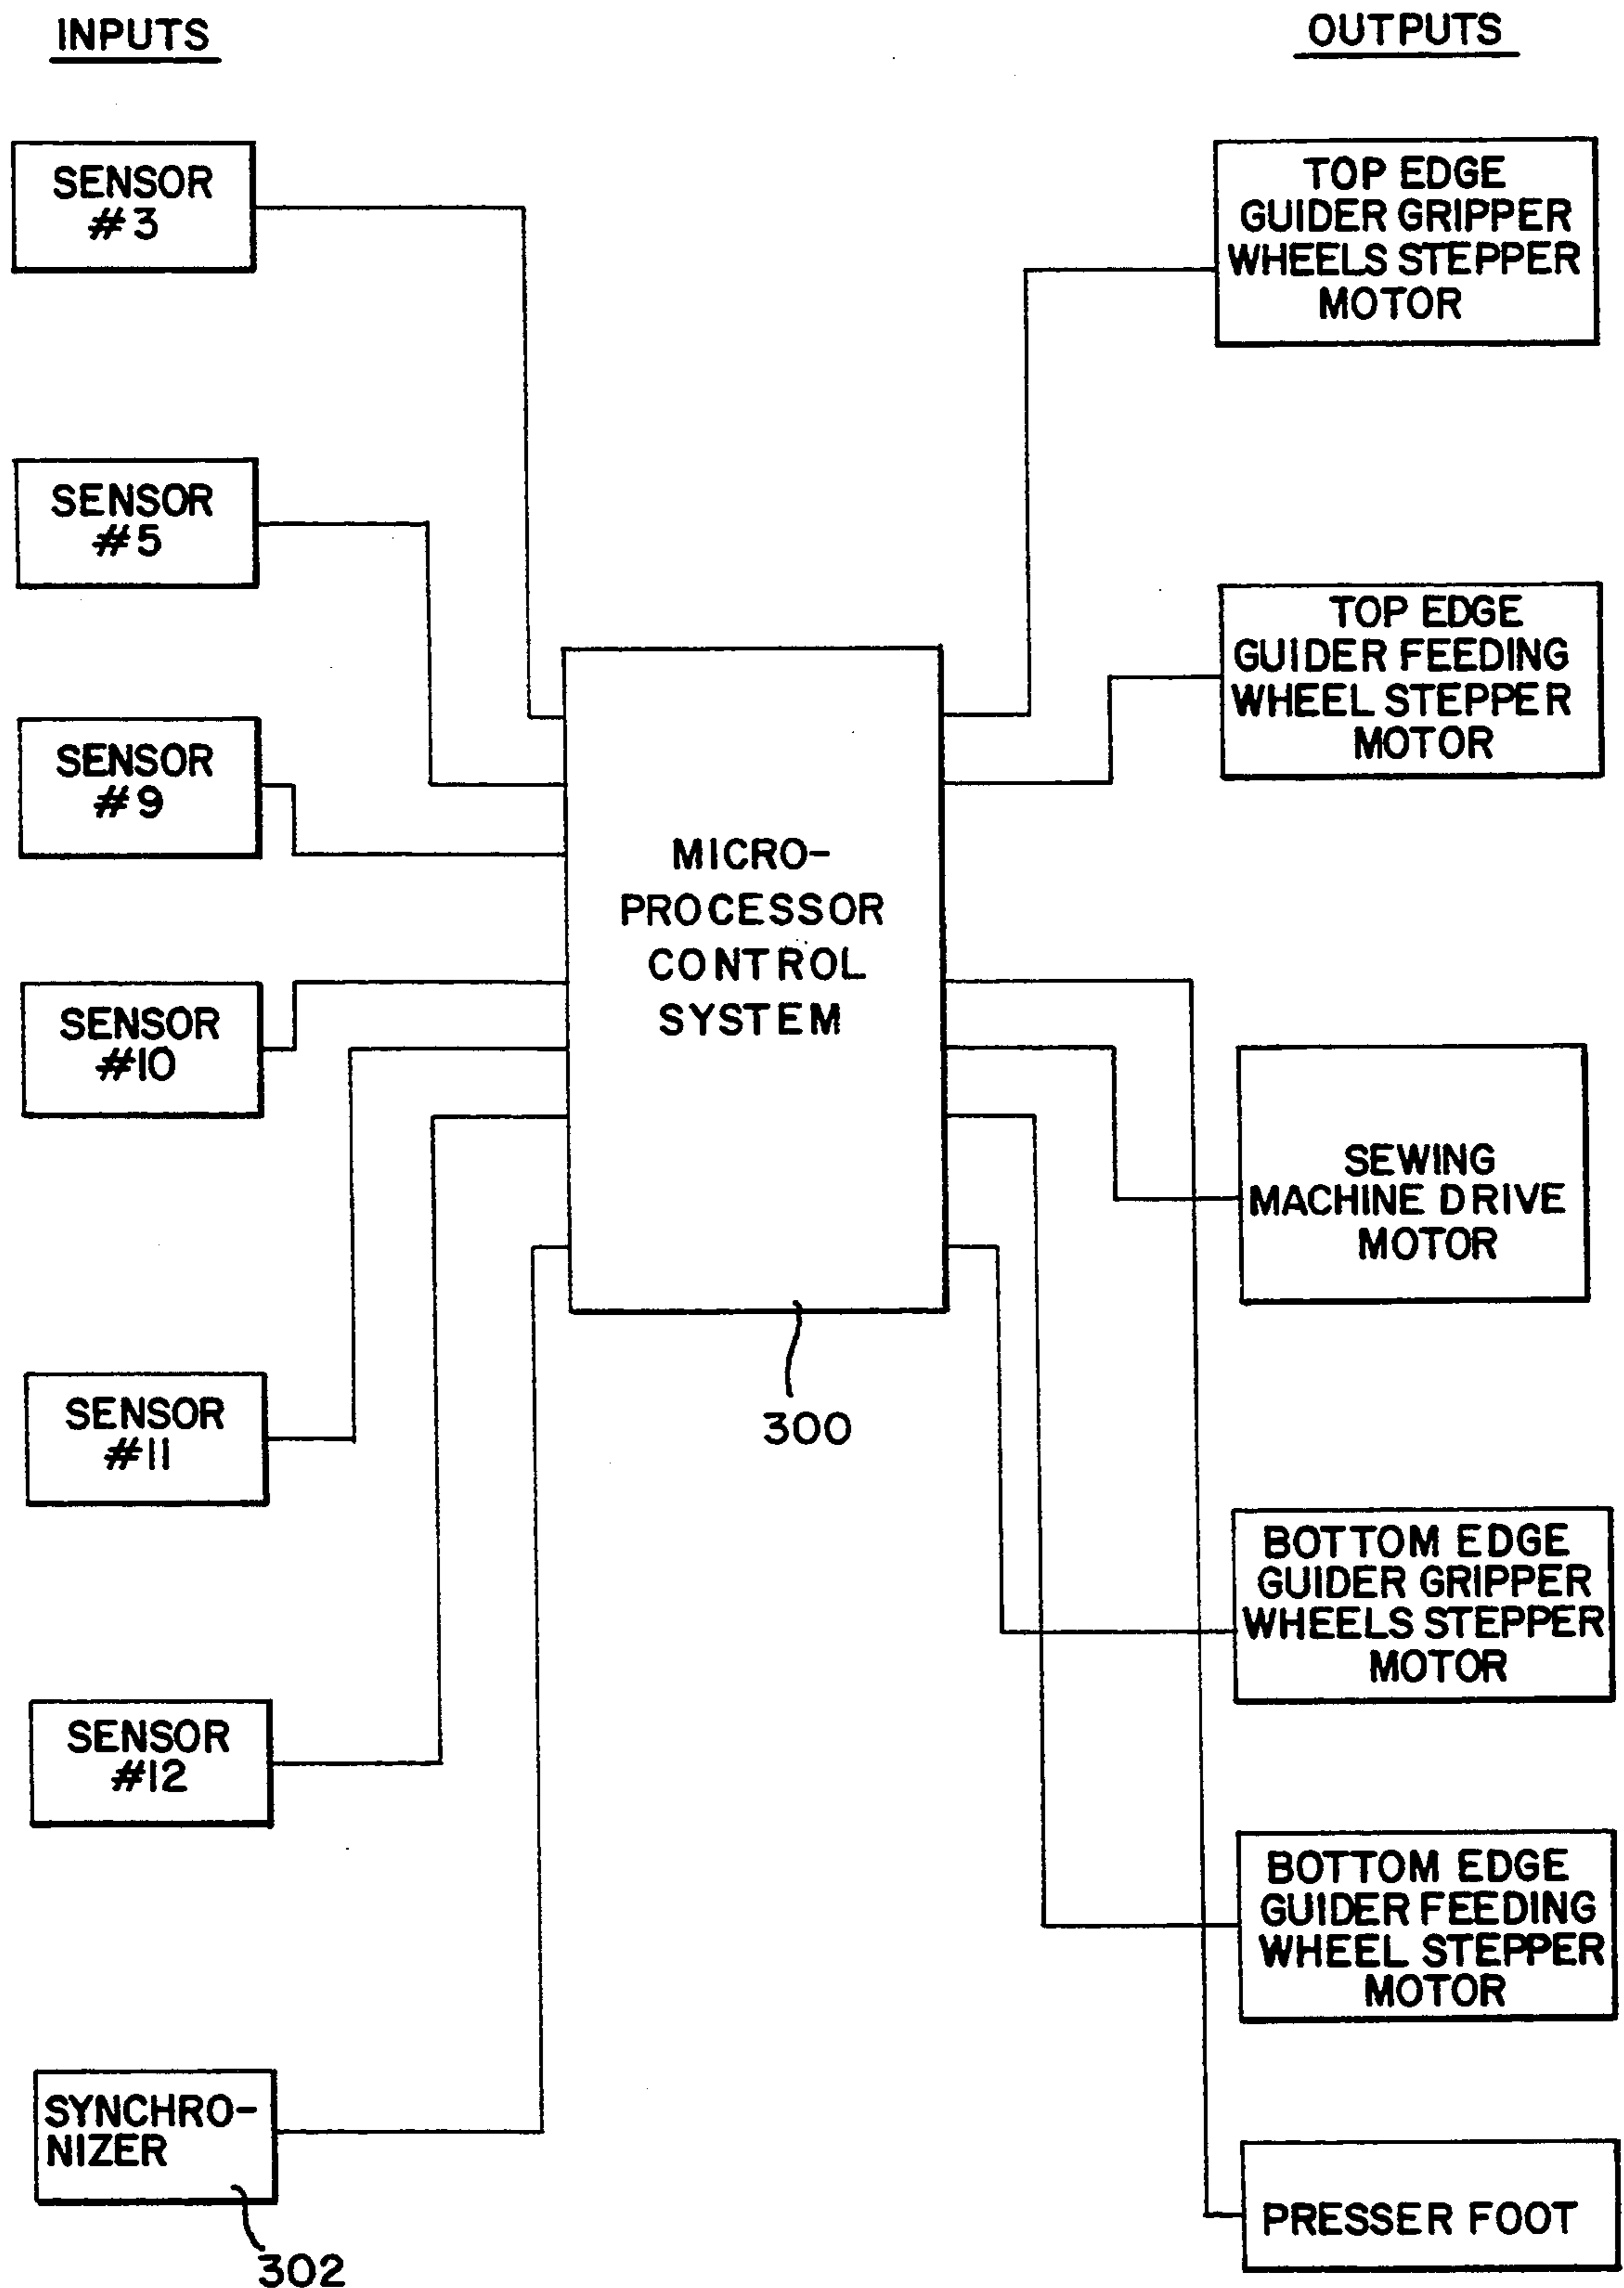 INPUTS
OUTPUTS
SENSOR
#3
SENSOR
#5
SENSOR
#9
SENSOR
#10
SENSOR
#11
SENSOR
#12
SYNCHRO-
NIZER
302
MICRO-
PROCESSOR
CONTROL
SYSTEM
300
TOP EDGE
GUIDER GRIPPER
WHEELS STEPPER
MOTOR
TOP EDGE
GUIDER FEEDING
WHEEL STEPPER
MOTOR
SEWING
MACHINE DRIVE
MOTOR
BOTTOM EDGE
GUIDER GRIPPER
WHEELS STEPPER
MOTOR
BOTTOM EDGE
GUIDER FEEDING
WHEEL STEPPER
MOTOR
PRESSER FOOT